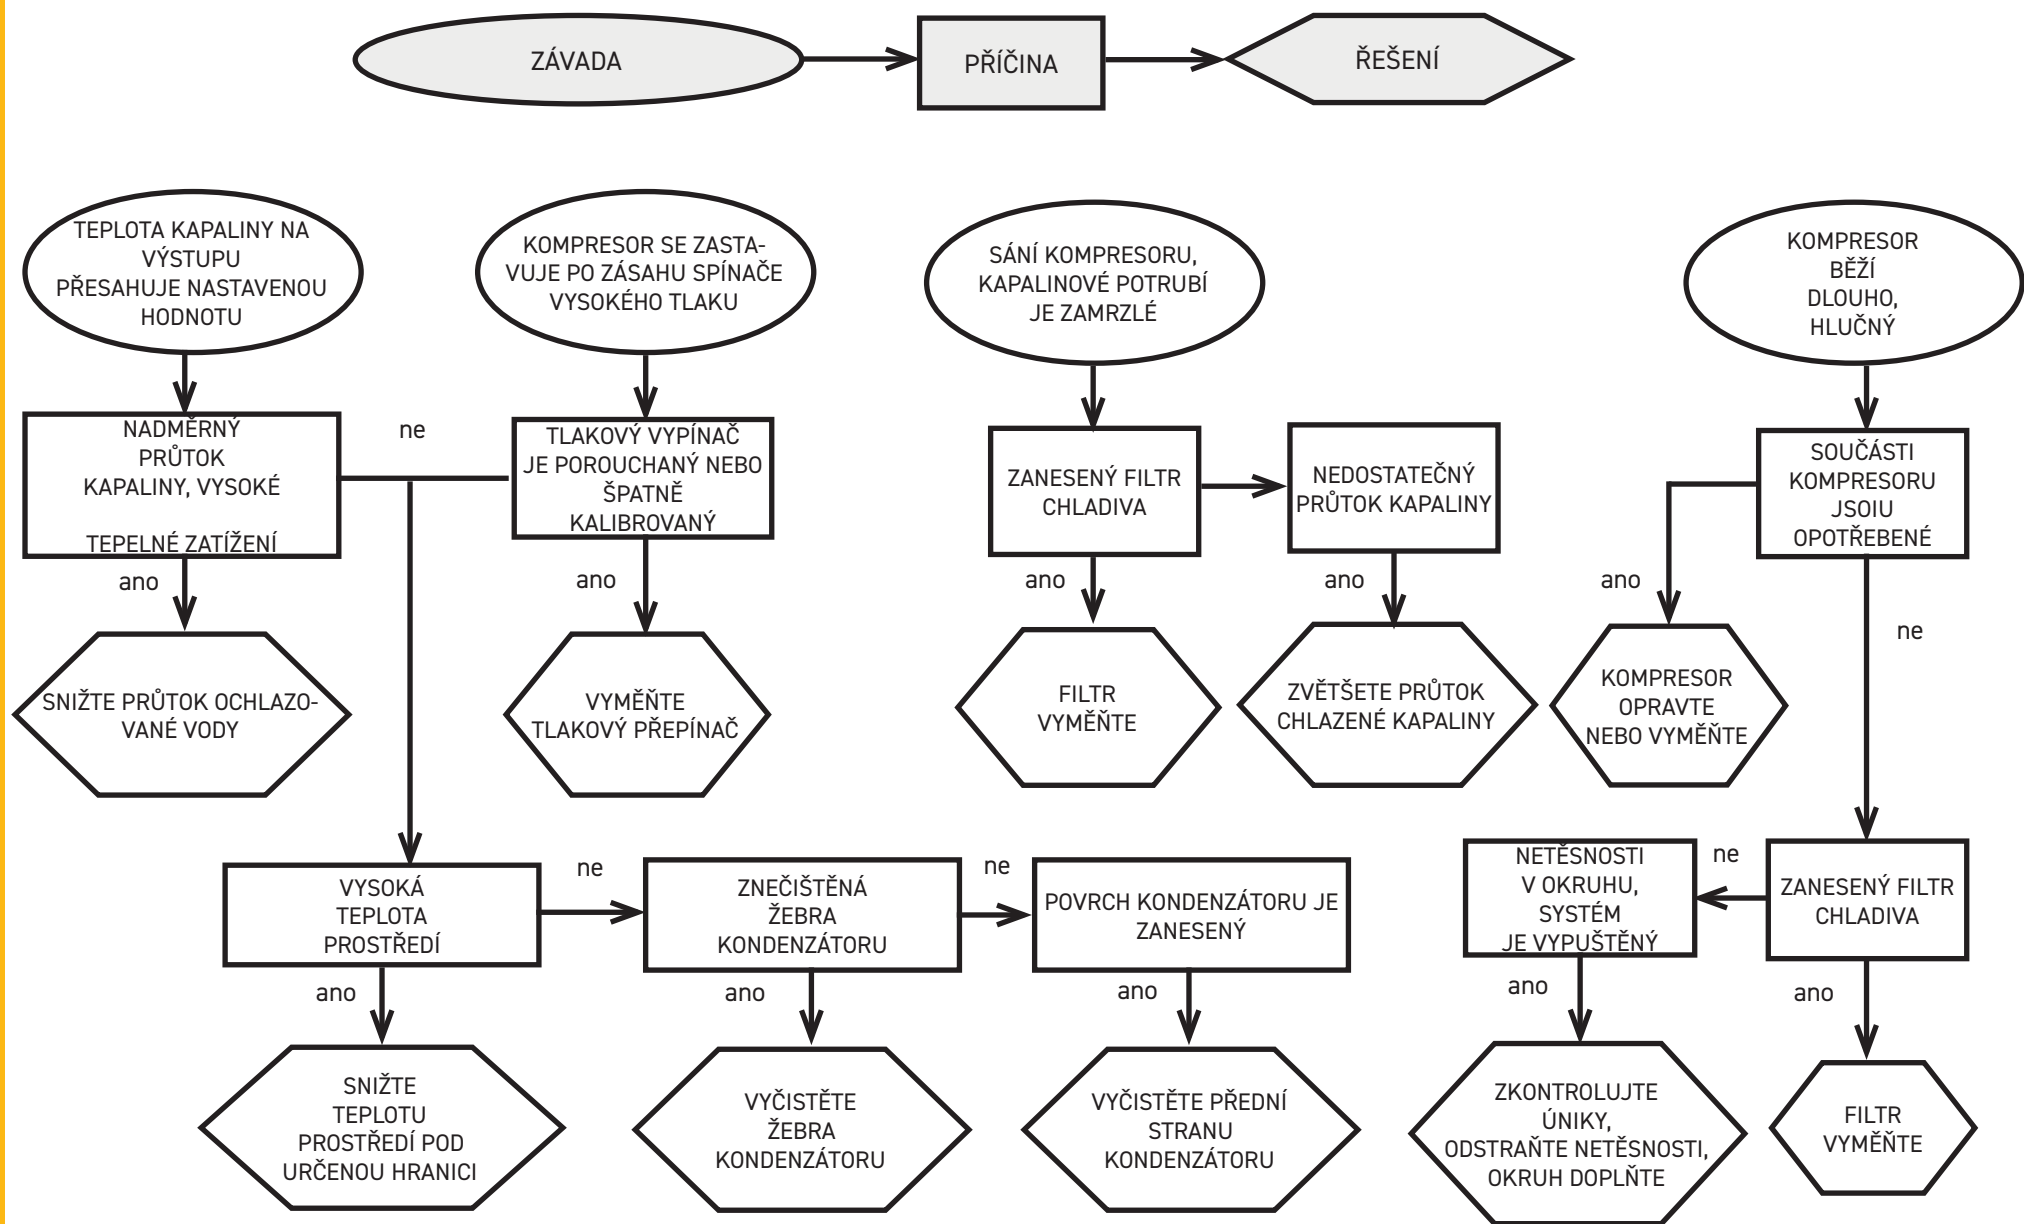 ZÁVADA
PŘÍČINA
ŘEŠENÍ
TEPLOTA KAPALINY NA
VÝSTUPU
PŘESAHUJE NASTAVENOU
HODNOTU
KOMPRESOR SE ZASTA-
VUJE PO ZÁSAHU SPÍNAČE
VYSOKÉHO TLAKU
SÁNÍ KOMPRESORU,
KAPALINOVÉ POTRUBÍ
JE ZAMRZLÉ
KOMPRESOR
BĚŽÍ
DLOUHO,
HLUČNÝ
NADMĚRNÝ
PRŮTOK
KAPALINY, VYSOKÉ
TEPELNÉ ZATÍŽENÍ
ne
TLAKOVÝ VYPÍNAČ
JE POROUCHANÝ NEBO
ŠPATNĚ
KALIBROVANÝ
ZANESENÝ FILTR
CHLADIVA
NEDOSTATEČNÝ
PRŮTOK KAPALINY
SOUČÁSTI
KOMPRESORU
JSOIU
OPOTŘEBENÉ
ano
ano
ano
ano
ano
ne
SNIŽTE PRŮTOK OCHLAZO-
VANÉ VODY
VYMĚŇTE
TLAKOVÝ PŘEPÍNAČ
FILTR
VYMĚŇTE
ZVĚTŠETE PRŮTOK
CHLAZENÉ KAPALINY
KOMPRESOR
OPRAVTE
NEBO VYMĚŇTE
VYSOKÁ
TEPLOTA
PROSTŘEDÍ
ne
ZNEČIŠTĚNÁ
ŽEBRA
KONDENZÁTORU
ne
POVRCH KONDENZÁTORU JE
ZANESENÝ
NETĚSNOSTI
V OKRUHU,
SYSTÉM
JE VYPUŠTĚNÝ
ne
ZANESENÝ FILTR
CHLADIVA
ano
ano
ano
ano
ano
SNIŽTE
TEPLOTU
PROSTŘEDÍ POD
URČENOU HRANICI
VYČISTĚTE
ŽEBRA
KONDENZÁTORU
VYČISTĚTE PŘEDNÍ
STRANU
KONDENZÁTORU
ZKONTROLUJTE
ÚNIKY,
ODSTRAŇTE NETĚSNOSTI,
OKRUH DOPLŇTE
FILTR
VYMĚŇTE